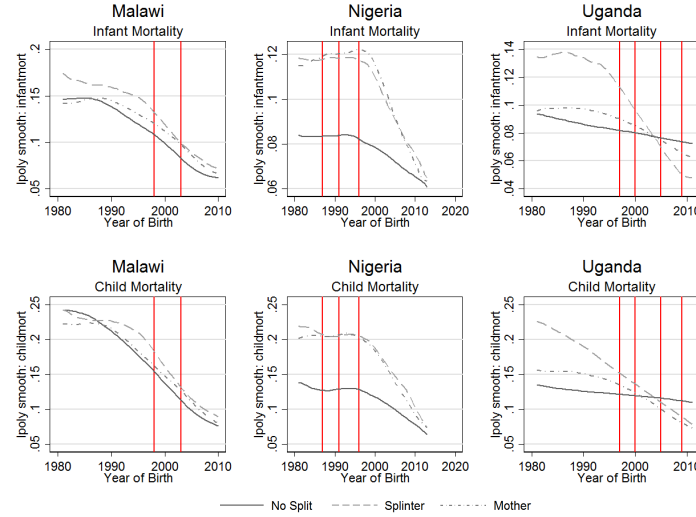 Malawi
Infant Mortality
lpoly smooth: infantmort
.05 .1 .15 .2
1980 1990 2000 2010
Year of Birth
Nigeria
Infant Mortality
lpoly smooth: infantmort
.06 .08 .1 .12
1980 1990 2000 2010 2020
Year of Birth
Uganda
Infant Mortality
lpoly smooth: infantmort
.04 .06 .08 .1 .12 .14
1980 1990 2000 2010
Year of Birth
Malawi
Child Mortality
lpoly smooth: childmort
.05 .1 .15 .2 .25
1980 1990 2000 2010
Year of Birth
Nigeria
Child Mortality
lpoly smooth: childmort
.05 .1 .15 .2 .25
1980 1990 2000 2010 2020
Year of Birth
Uganda
Child Mortality
lpoly smooth: childmort
.05 .1 .15 .2 .25
1980 1990 2000 2010
Year of Birth
No Split Splinter Mother